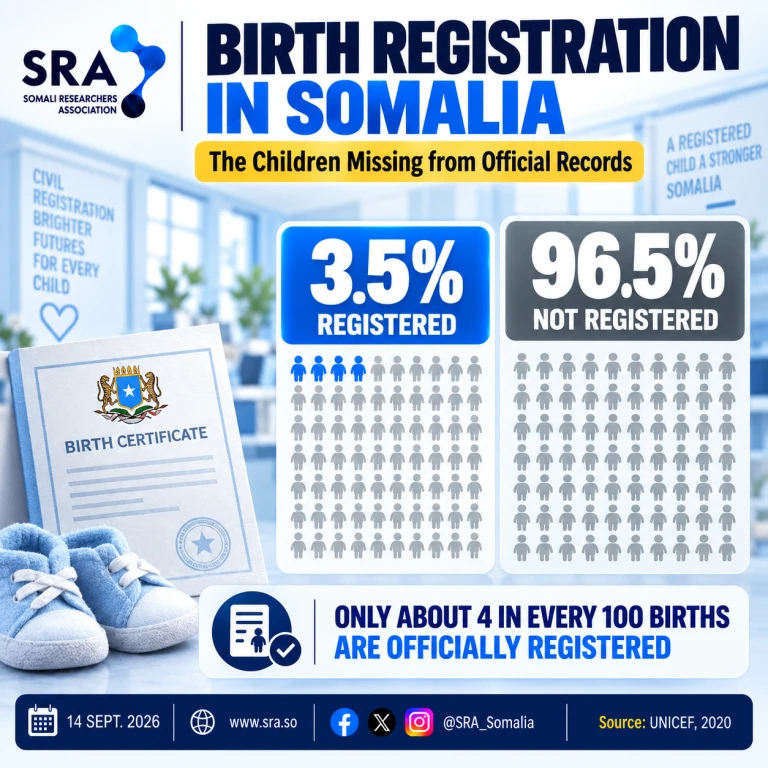 SRA
SOMALI RESEARCHERS
ASSOCIATION
BIRTH REGISTRATION
IN SOMALIA
The Children Missing from Official Records
CIVIL
REGISTRATION
BRIGHTER
FUTURES
FOR EVERY
CHILD
A REGISTERED
CHILD A STRONGER
SOMALIA
3.5%
REGISTERED
96.5%
NOT REGISTERED
BIRTH CERTIFICATE
ONLY ABOUT 4 IN EVERY 100 BIRTHS
ARE OFFICIALLY REGISTERED
14 SEPT. 2026
www.sra.so
@SRA_Somalia
Source: UNICEF, 2020